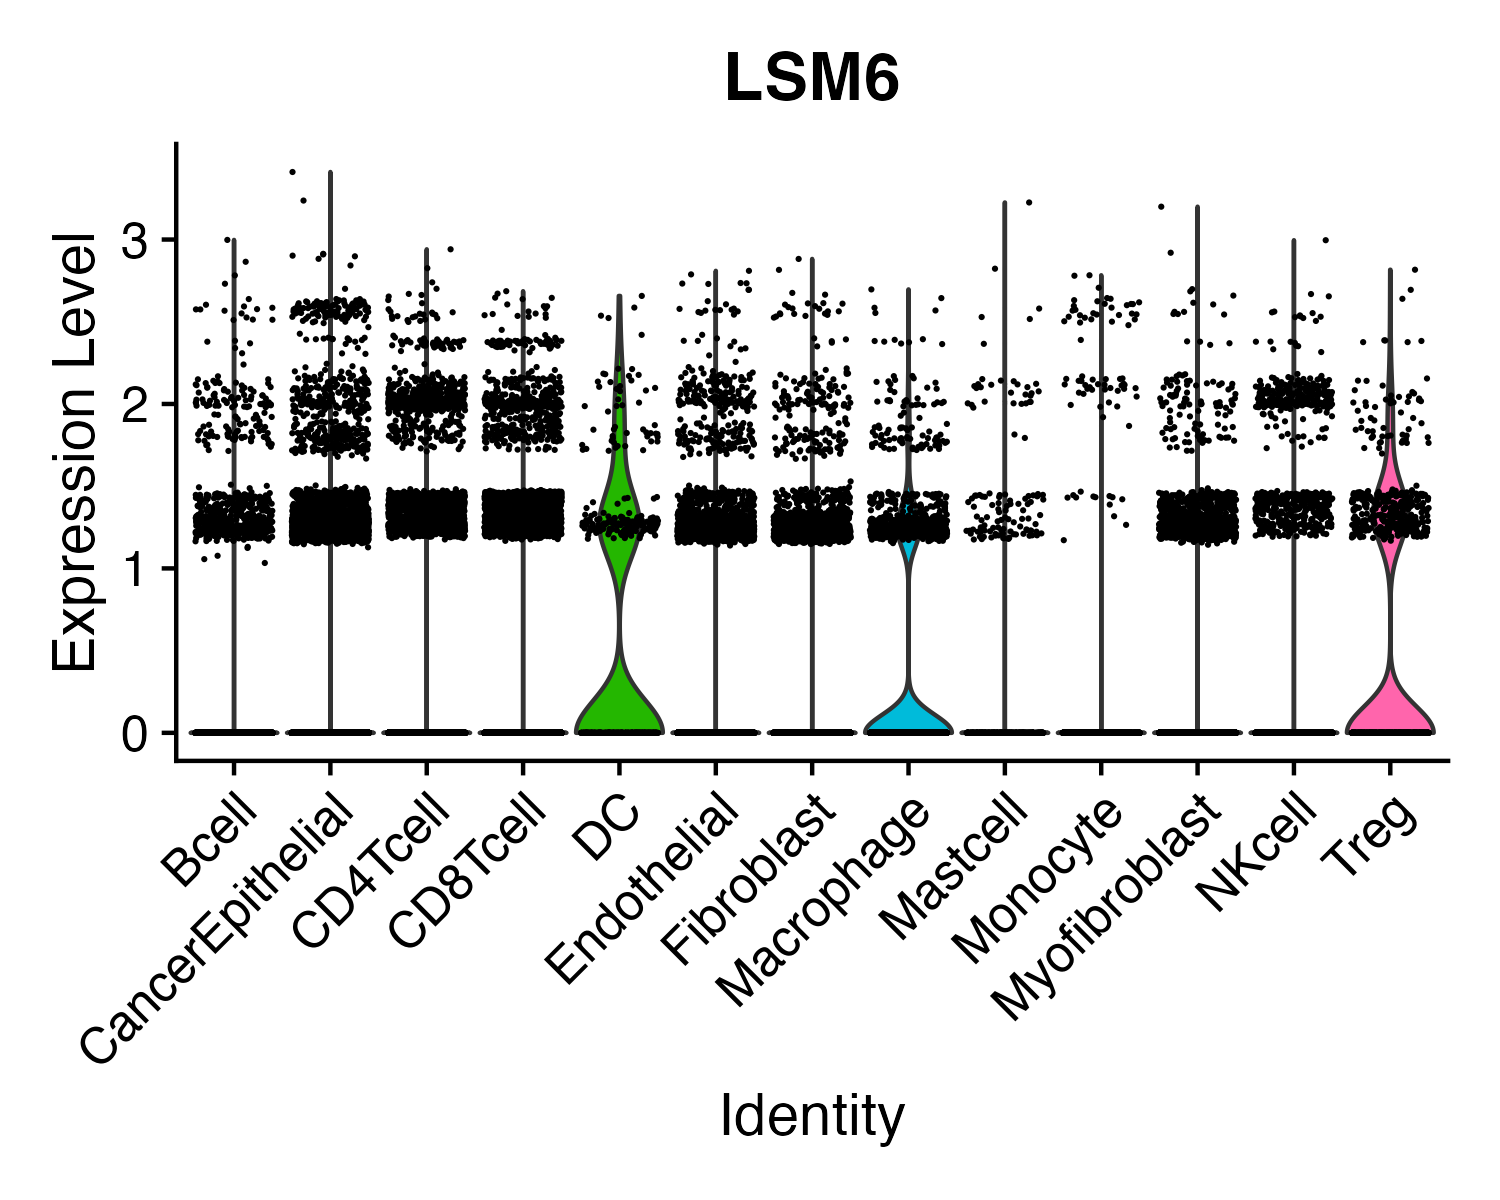 LSM6
Expression Level
3
2
1
0
Bcell
CancerEpithelial
CD4Tcell
CD8Tcell
DC
Endothelial
Fibroblast
Macrophage
Mastcell
Monocyte
Myofibroblast
NKcell
Treg
Identity